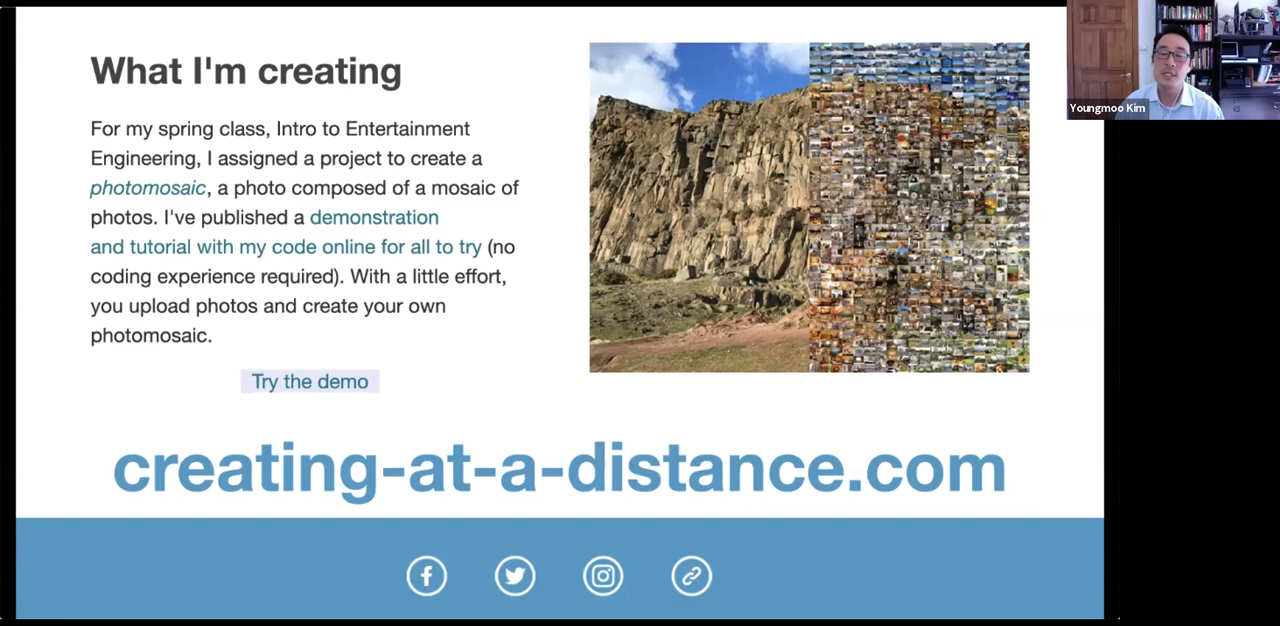 What I'm creating
For my spring class, Intro to Entertainment
Engineering, I assigned a project to create a
photomosaic, a photo composed of a mosaic of
photos. I've published a demonstration
and tutorial with my code online for all to try (no
coding experience required). With a little effort,
you upload photos and create your own
photomosaic.
Try the demo
creating-at-a-distance.com
Youngmoo Kim